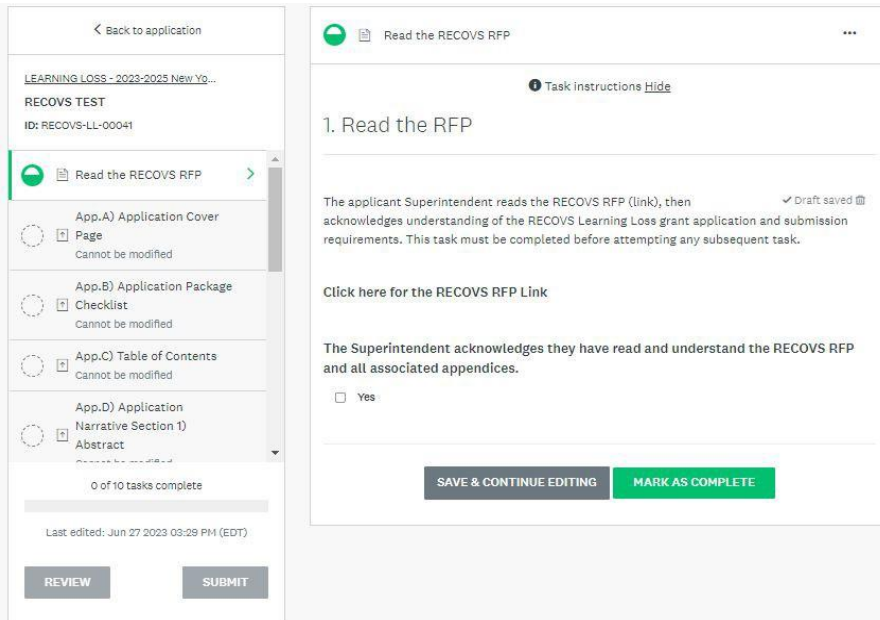 Back to application
LEARNING LOSS - 2023-2025 New Yo...
RECOVS TEST
ID: RECOVS-LL-00041
Read the RECOVS RFP
App.A) Application Cover
Page
Cannot be modified
App.B) Application Package
Checklist
Cannot be modified
App.C) Table of Contents
Cannot be modified
App.D) Application
Narrative Section 1)
Abstract
Cannot be modified
0 of 10 tasks complete
Last edited: Jun 27 2023 03:29 PM (EDT)
REVIEW
SUBMIT
Read the RECOVS RFP
...
Task instructions Hide
1. Read the RFP
Draft saved
The applicant Superintendent reads the RECOVS RFP (link), then
acknowledges understanding of the RECOVS Learning Loss grant application and submission
requirements. This task must be completed before attempting any subsequent task.
Click here for the RECOVS RFP Link
The Superintendent acknowledges they have read and understand the RECOVS RFP
and all associated appendices.
Yes
SAVE & CONTINUE EDITING
MARK AS COMPLETE